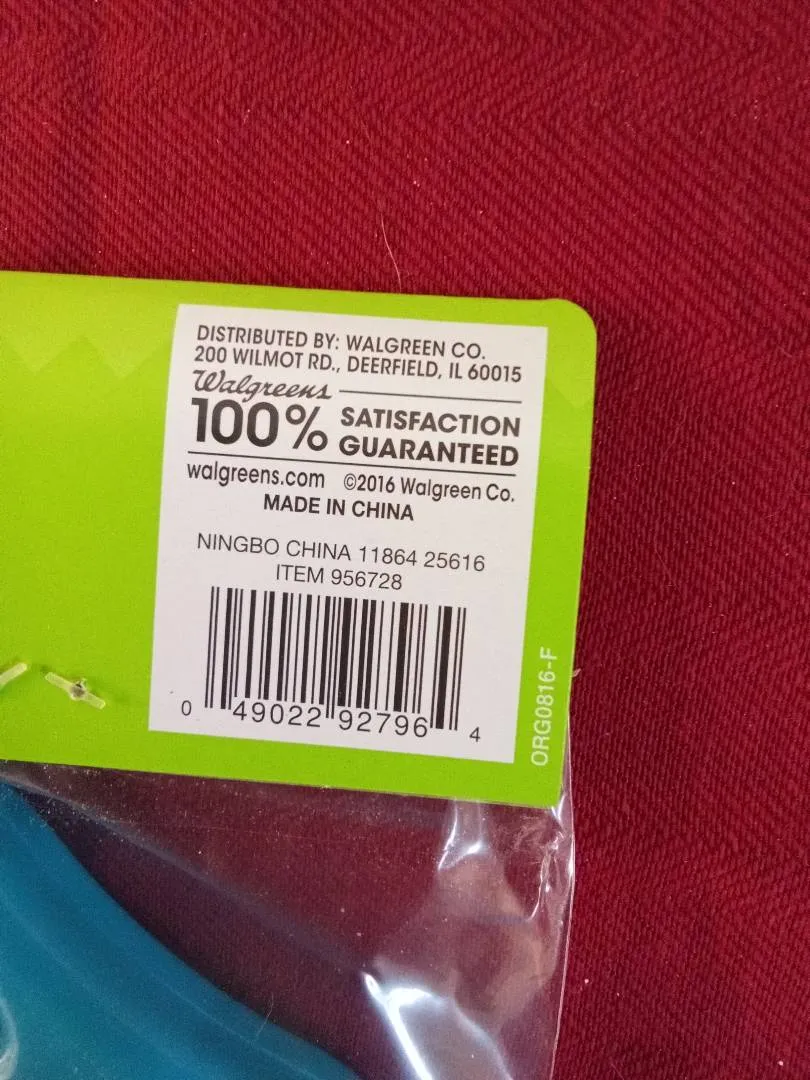 DISTRIBUTED BY: WALGREEN CO.
200 WILMOT RD., DEERFIELD, IL 60015
Walgreens
100% SATISFACTION
GUARANTEED
walgreens.com ©2016 Walgreen Co.
MADE IN CHINA
NINGBO CHINA 11864 25616
ITEM 956728
0 49022 92796 4
ORG0816-F